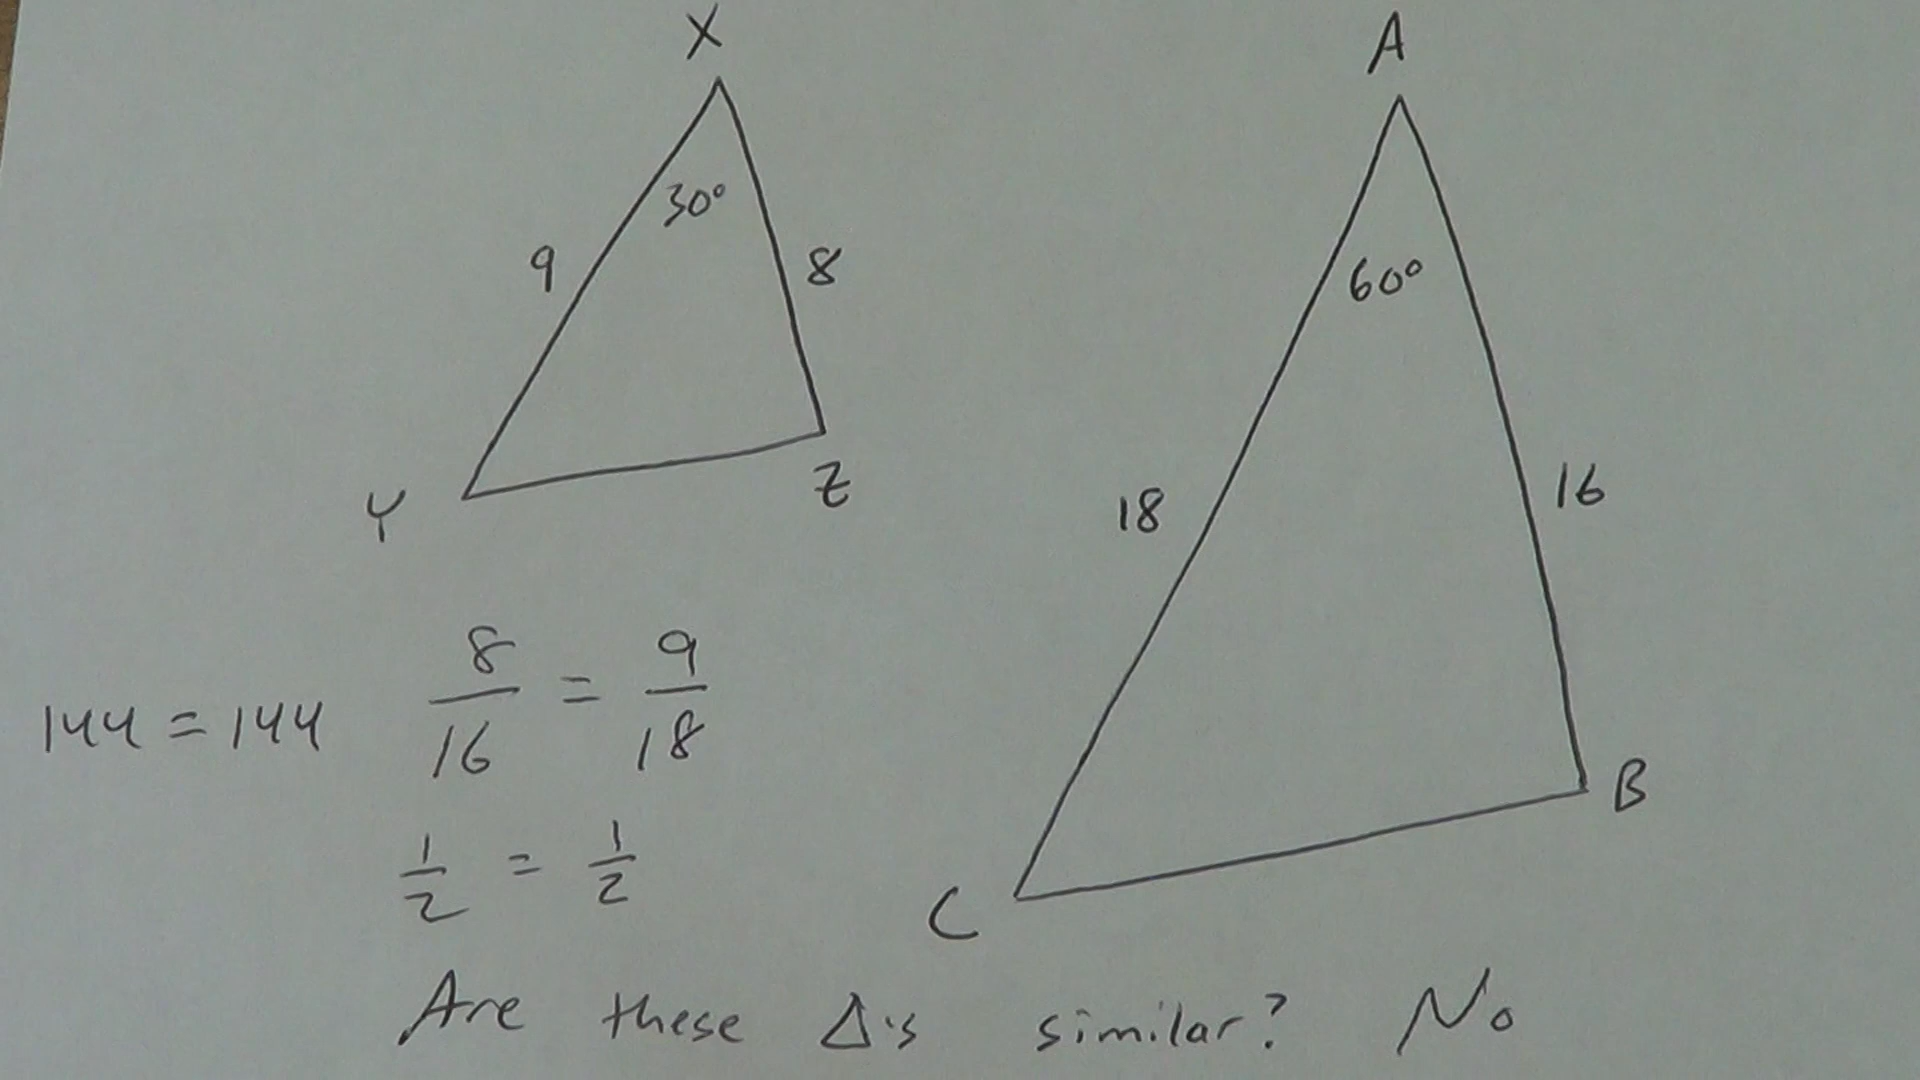 X
A
30°
9
8
60°
Y
Z
18
16
144 = 144
8/16 = 9/18
1/2 = 1/2
B
C
Are these Δ's similar? No